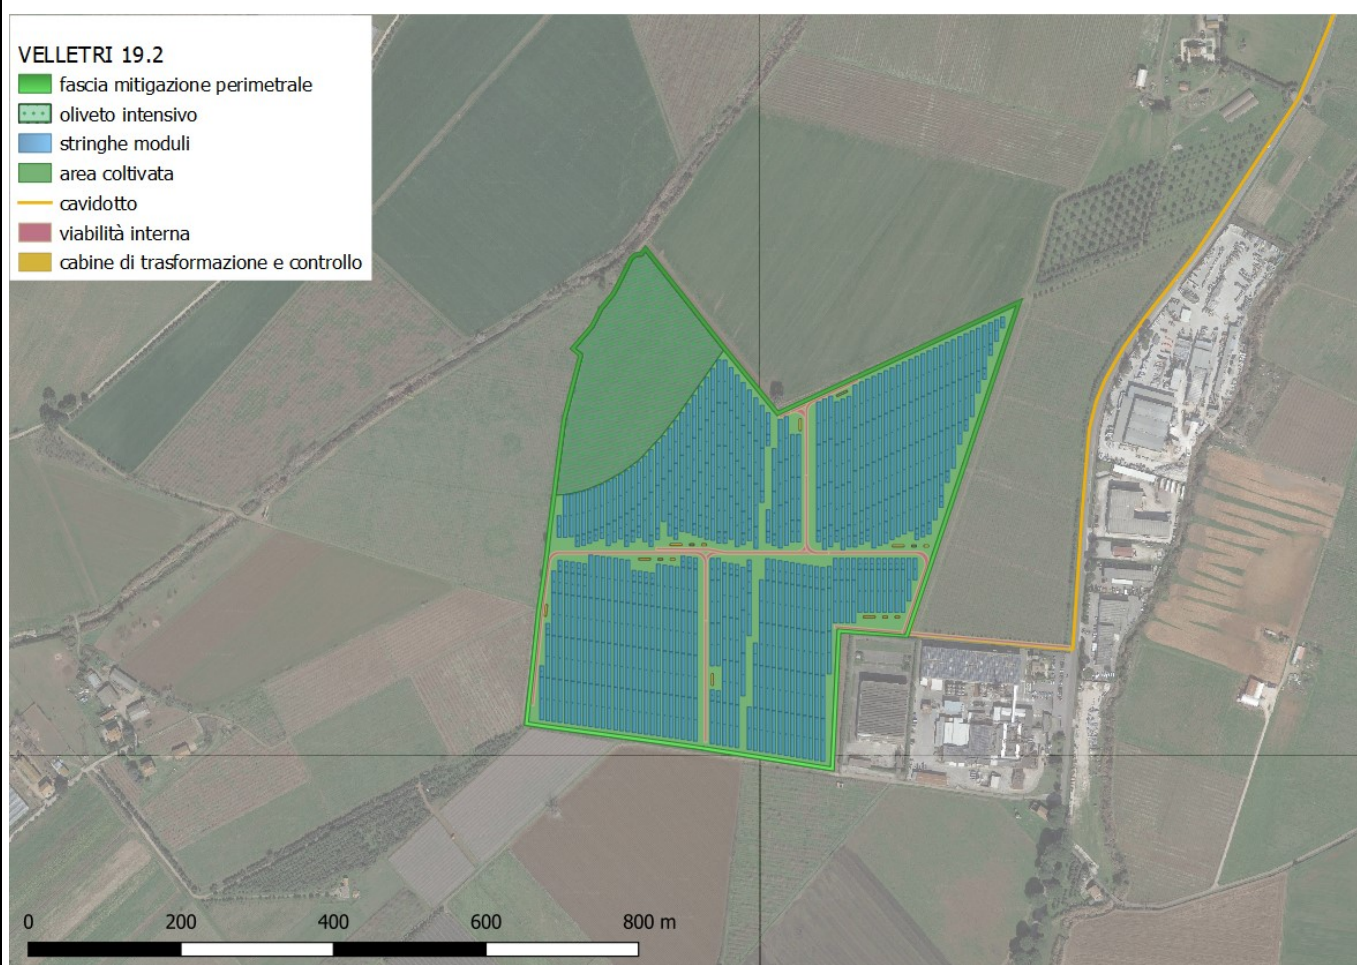 VELLETRI 19.2
fascia mitigazione perimetrale
oliveto intensivo
stringhe moduli
area coltivata
cavidotto
viabilità interna
cabine di trasformazione e controllo
0 200 400 600 800 m